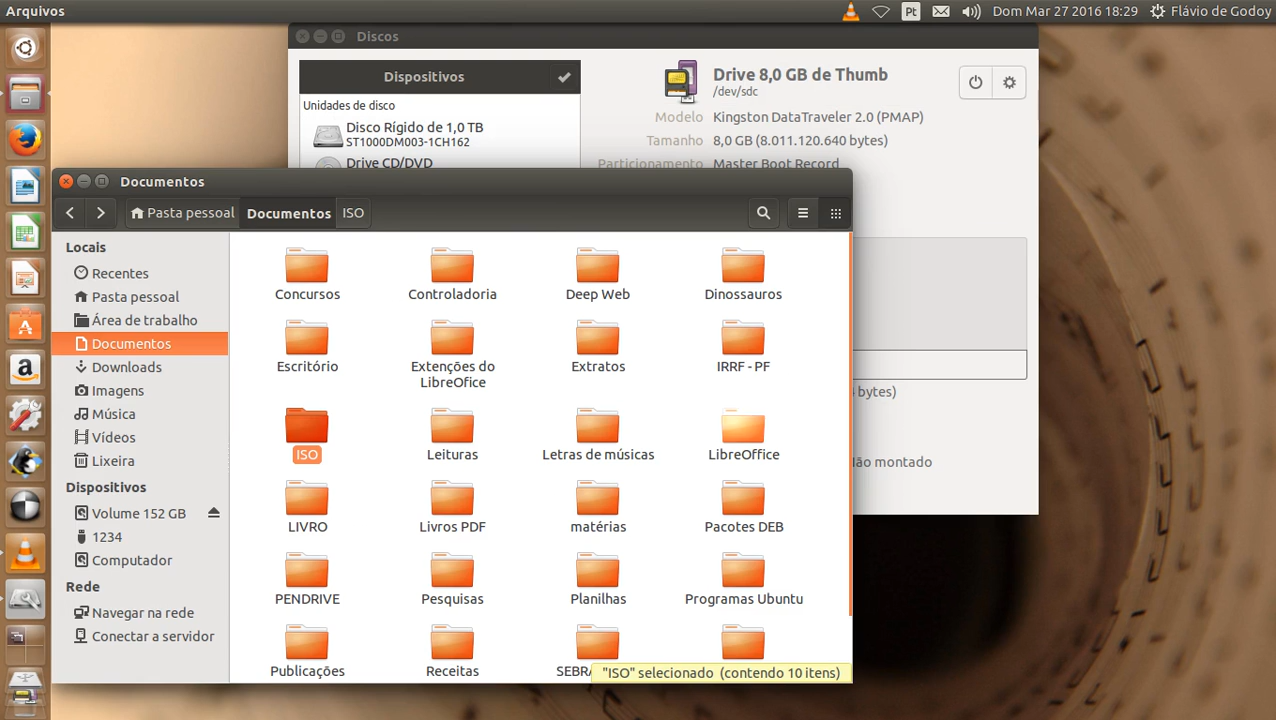 Arquivos
Pt
Dom Mar 27 2016 18:29
Flávio de Godoy
Discos
Dispositivos
Unidades de disco
Disco Rígido de 1,0 TB
ST1000DM003-1CH162
Drive CD/DVD
Drive 8,0 GB de Thumb
/dev/sdc
Modelo Kingston DataTraveler 2.0 (PMAP)
Tamanho 8,0 GB (8.011.120.640 bytes)
Particionamento Master Boot Record
bytes)
Não montado
Documentos
Pasta pessoal
Documentos
ISO
Locais
Recentes
Pasta pessoal
Área de trabalho
Documentos
Downloads
Imagens
Música
Vídeos
Lixeira
Dispositivos
Volume 152 GB
1234
Computador
Rede
Navegar na rede
Conectar a servidor
Concursos
Controladoria
Deep Web
Dinossauros
Escritório
Extenções do
LibreOfice
Extratos
IRRF - PF
ISO
Leituras
Letras de músicas
LibreOffice
LIVRO
Livros PDF
matérias
Pacotes DEB
PENDRIVE
Pesquisas
Planilhas
Programas Ubuntu
Publicações
Receitas
"ISO" selecionado (contendo 10 itens)